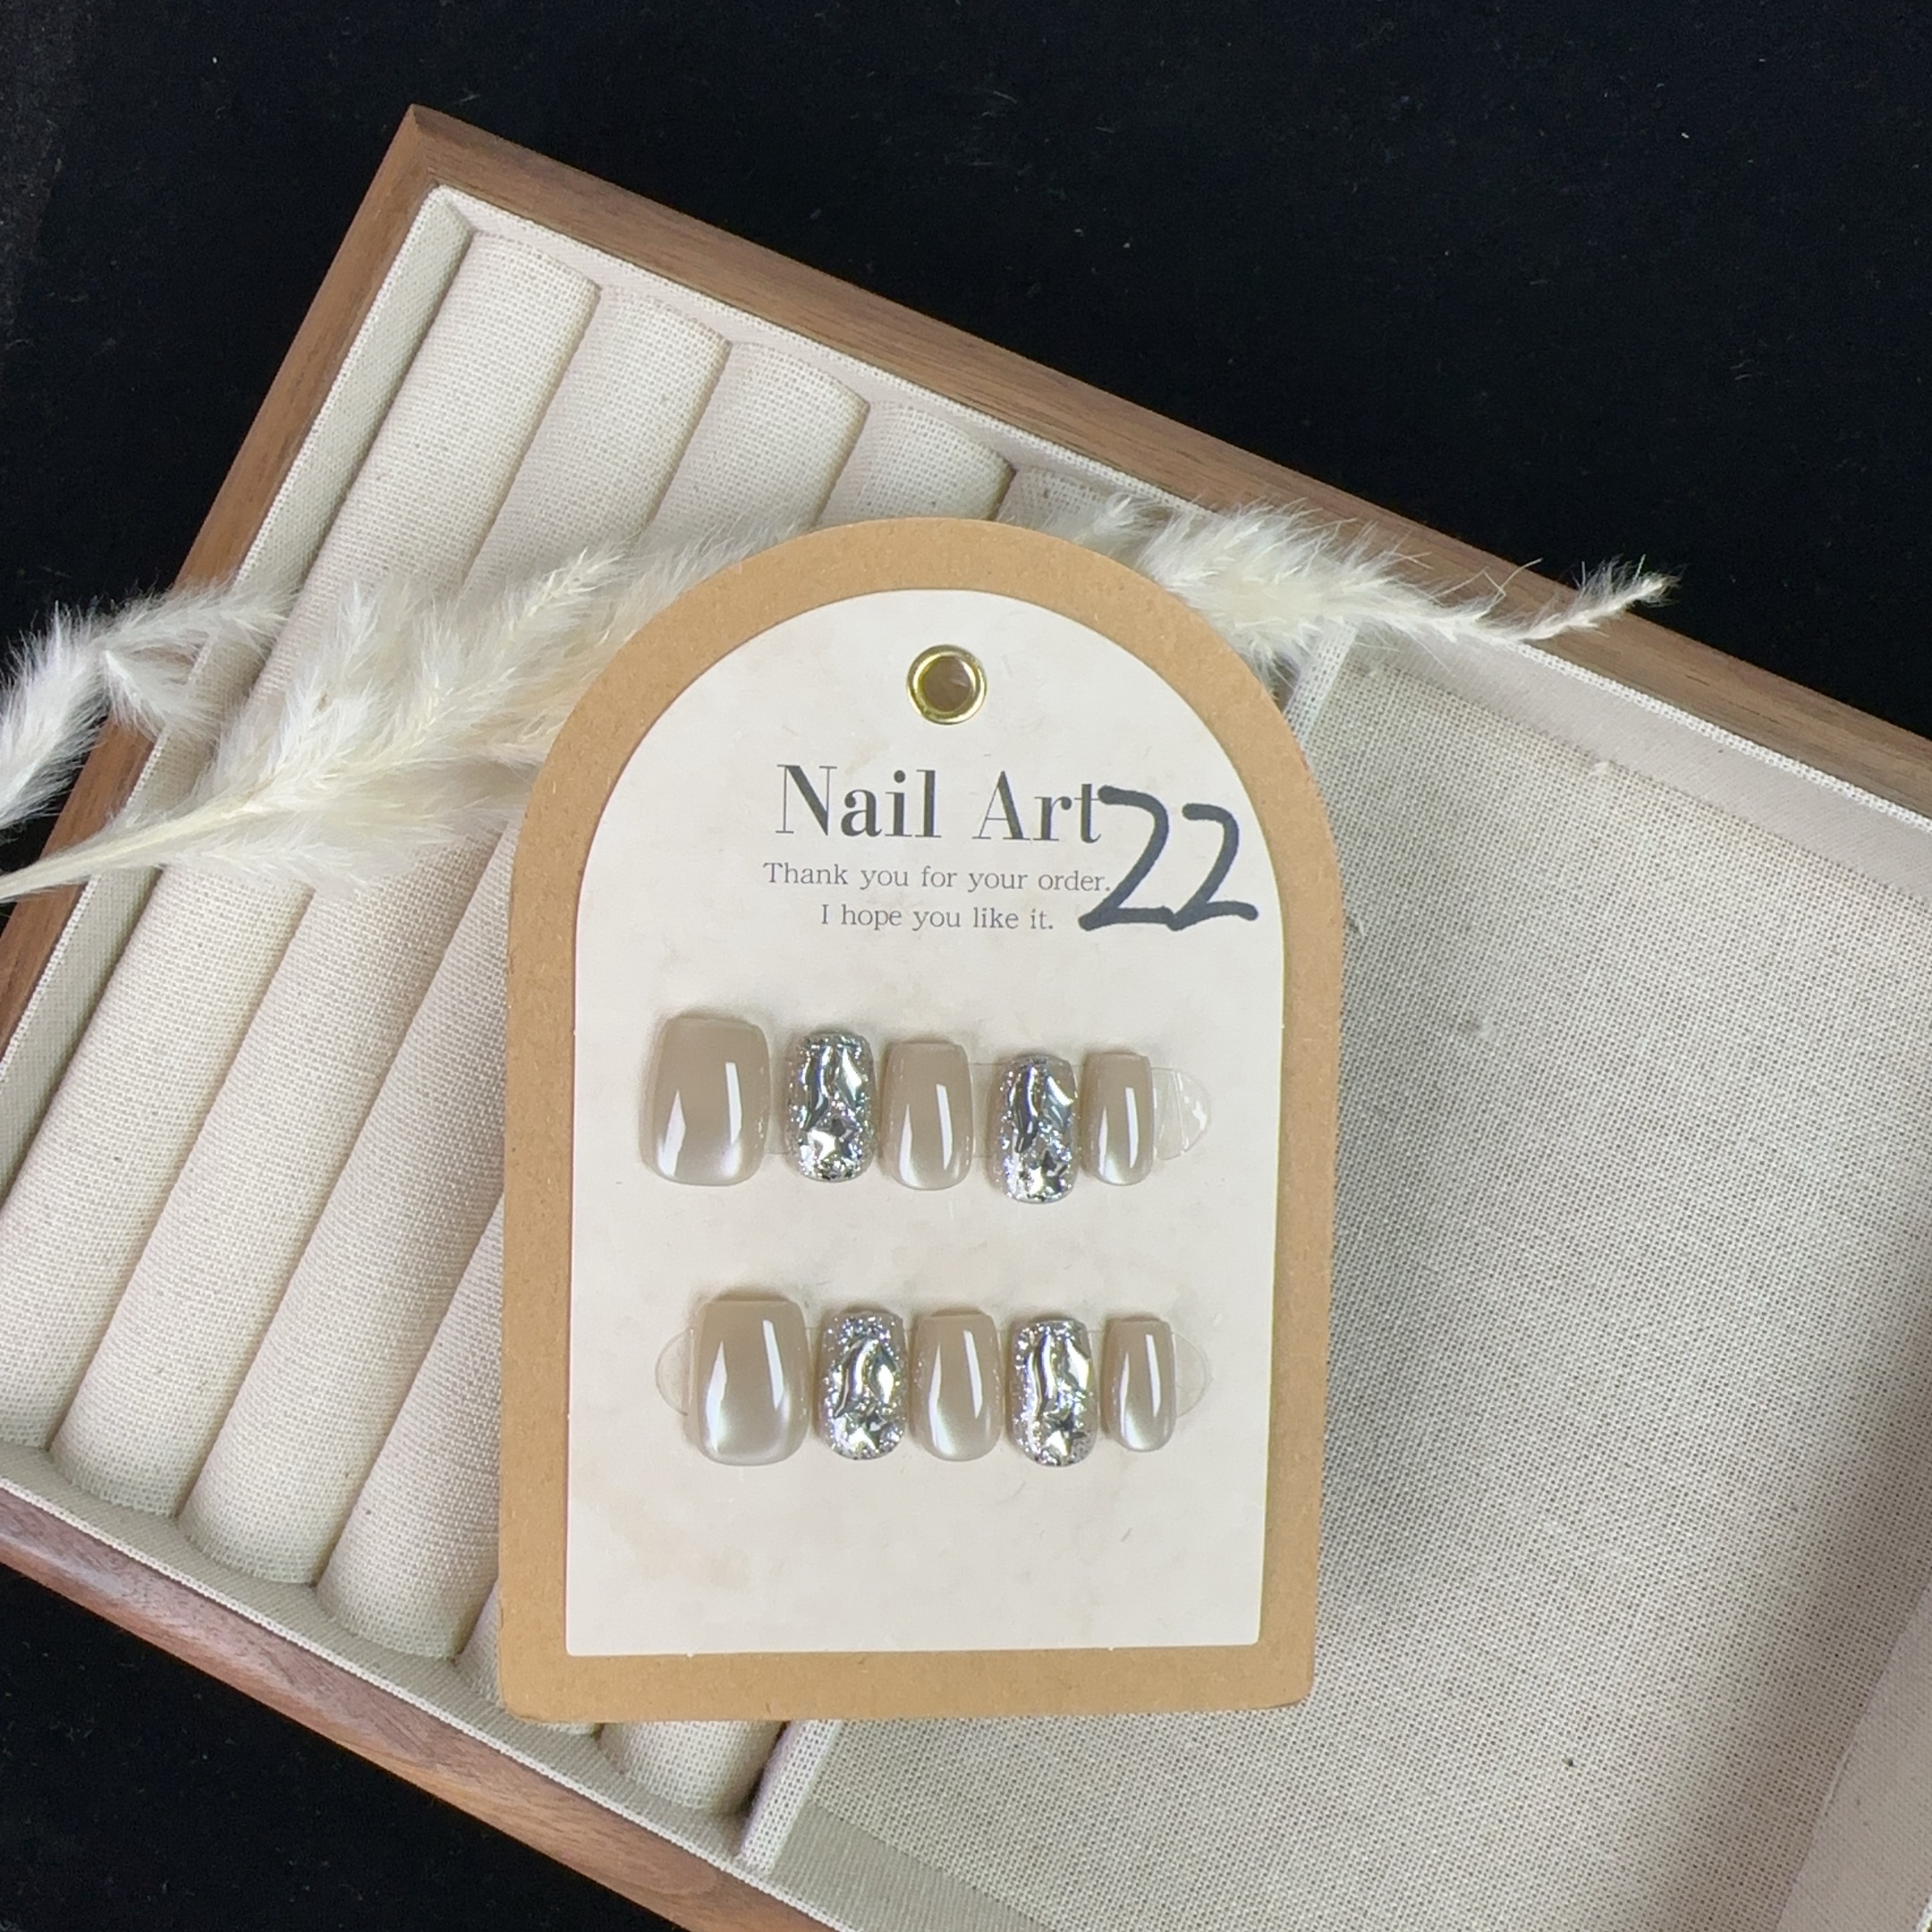 Nail Art
22
Thank you for your order.
I hope you like it.